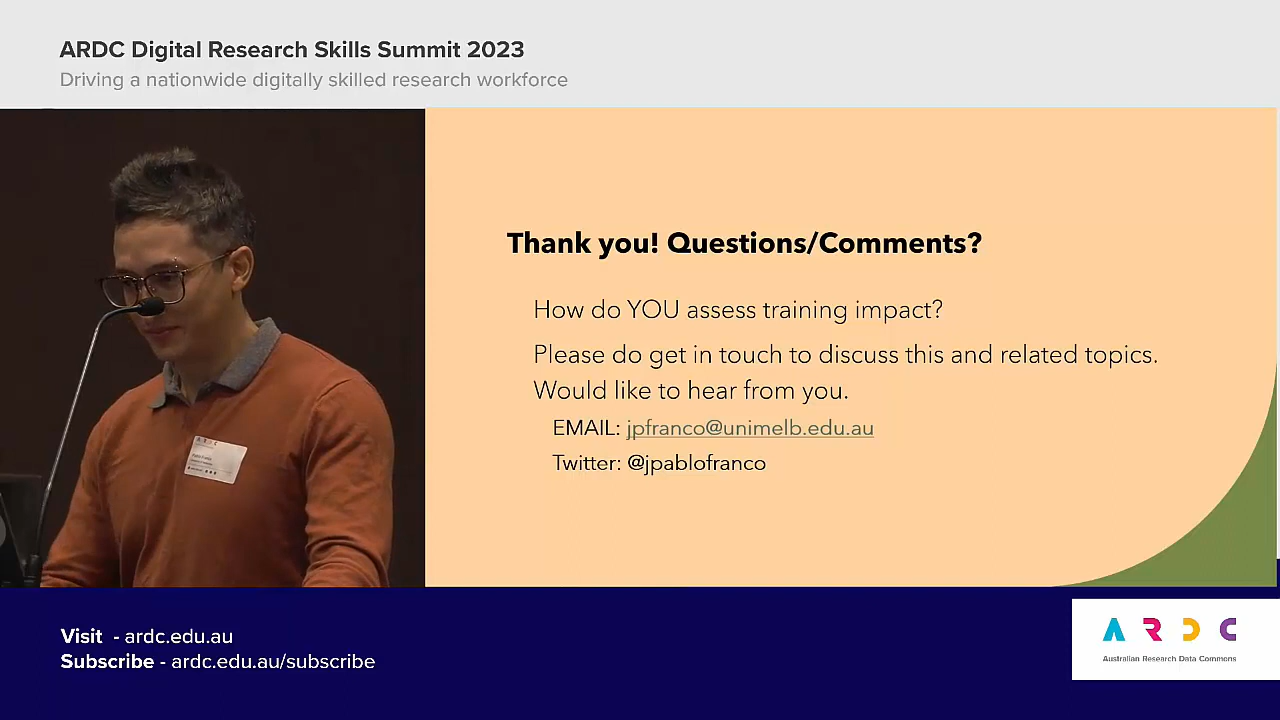 ARDC Digital Research Skills Summit 2023
Driving a nationwide digitally skilled research workforce
Thank you! Questions/Comments?
How do YOU assess training impact?
Please do get in touch to discuss this and related topics.
Would like to hear from you.
EMAIL: jpfranco@unimelb.edu.au
Twitter: @jpablofranco
ARDC
Visit - ardc.edu.au
Subscribe - ardc.edu.au/subscribe
ARDC
Australian Research Data Commons